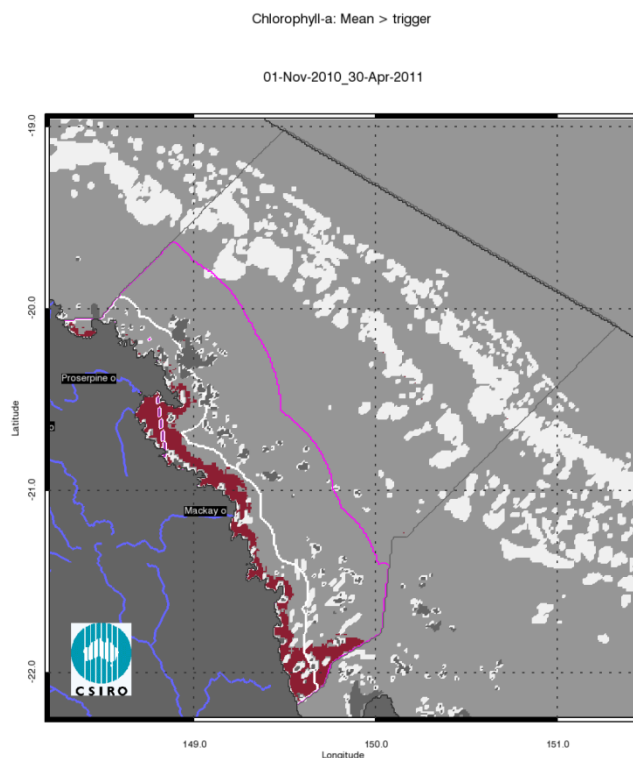 Chlorophyll-a: Mean > trigger
01-Nov-2010_30-Apr-2011
-19.0
-20.0
Proserpine o
Latitude
-21.0
Mackay o
-22.0
CSIRO
149.0
150.0
151.0
Longitude